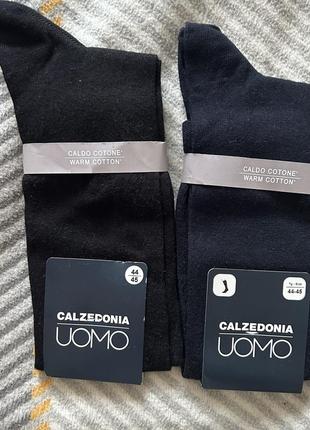 CALDO COTONE*
WARM COTTON*
44
45
CALZEDONIA
UOMO
CALDO COTONE*
WARM COTTON*
44-45
CALZEDONIA
UOMO